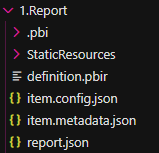 1.Report
.pbi
StaticResources
definition.pbir
item.config.json
item.metadata.json
report.json